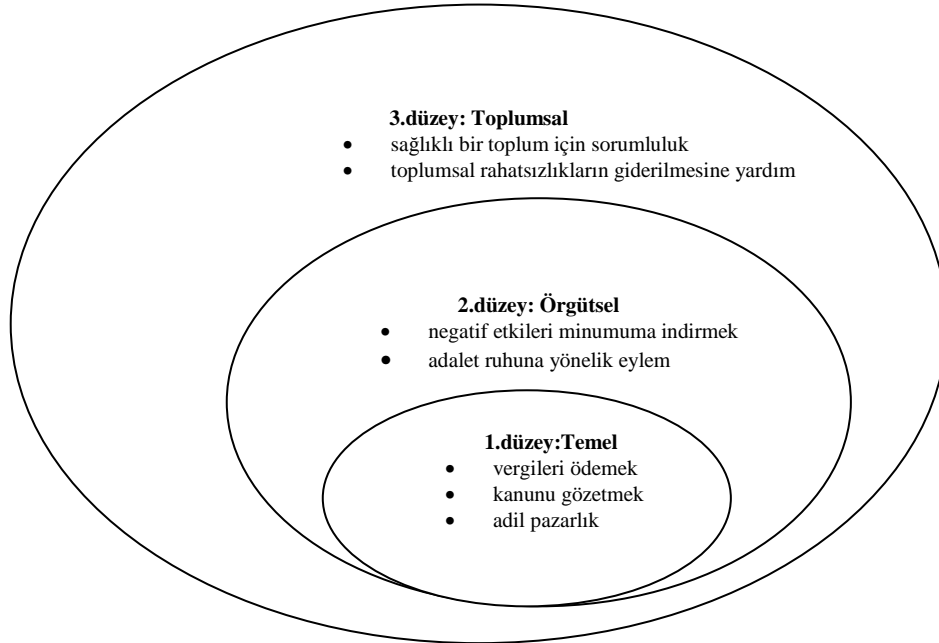 3.düzey: Toplumsal
• sağlıklı bir toplum için sorumluluk
• toplumsal rahatsızlıkların giderilmesine yardım
2.düzey: Örgütsel
• negatif etkileri minumuma indirmek
• adalet ruhuna yönelik eylem
1.düzey:Temel
• vergileri ödemek
• kanunu gözetmek
• adil pazarlık